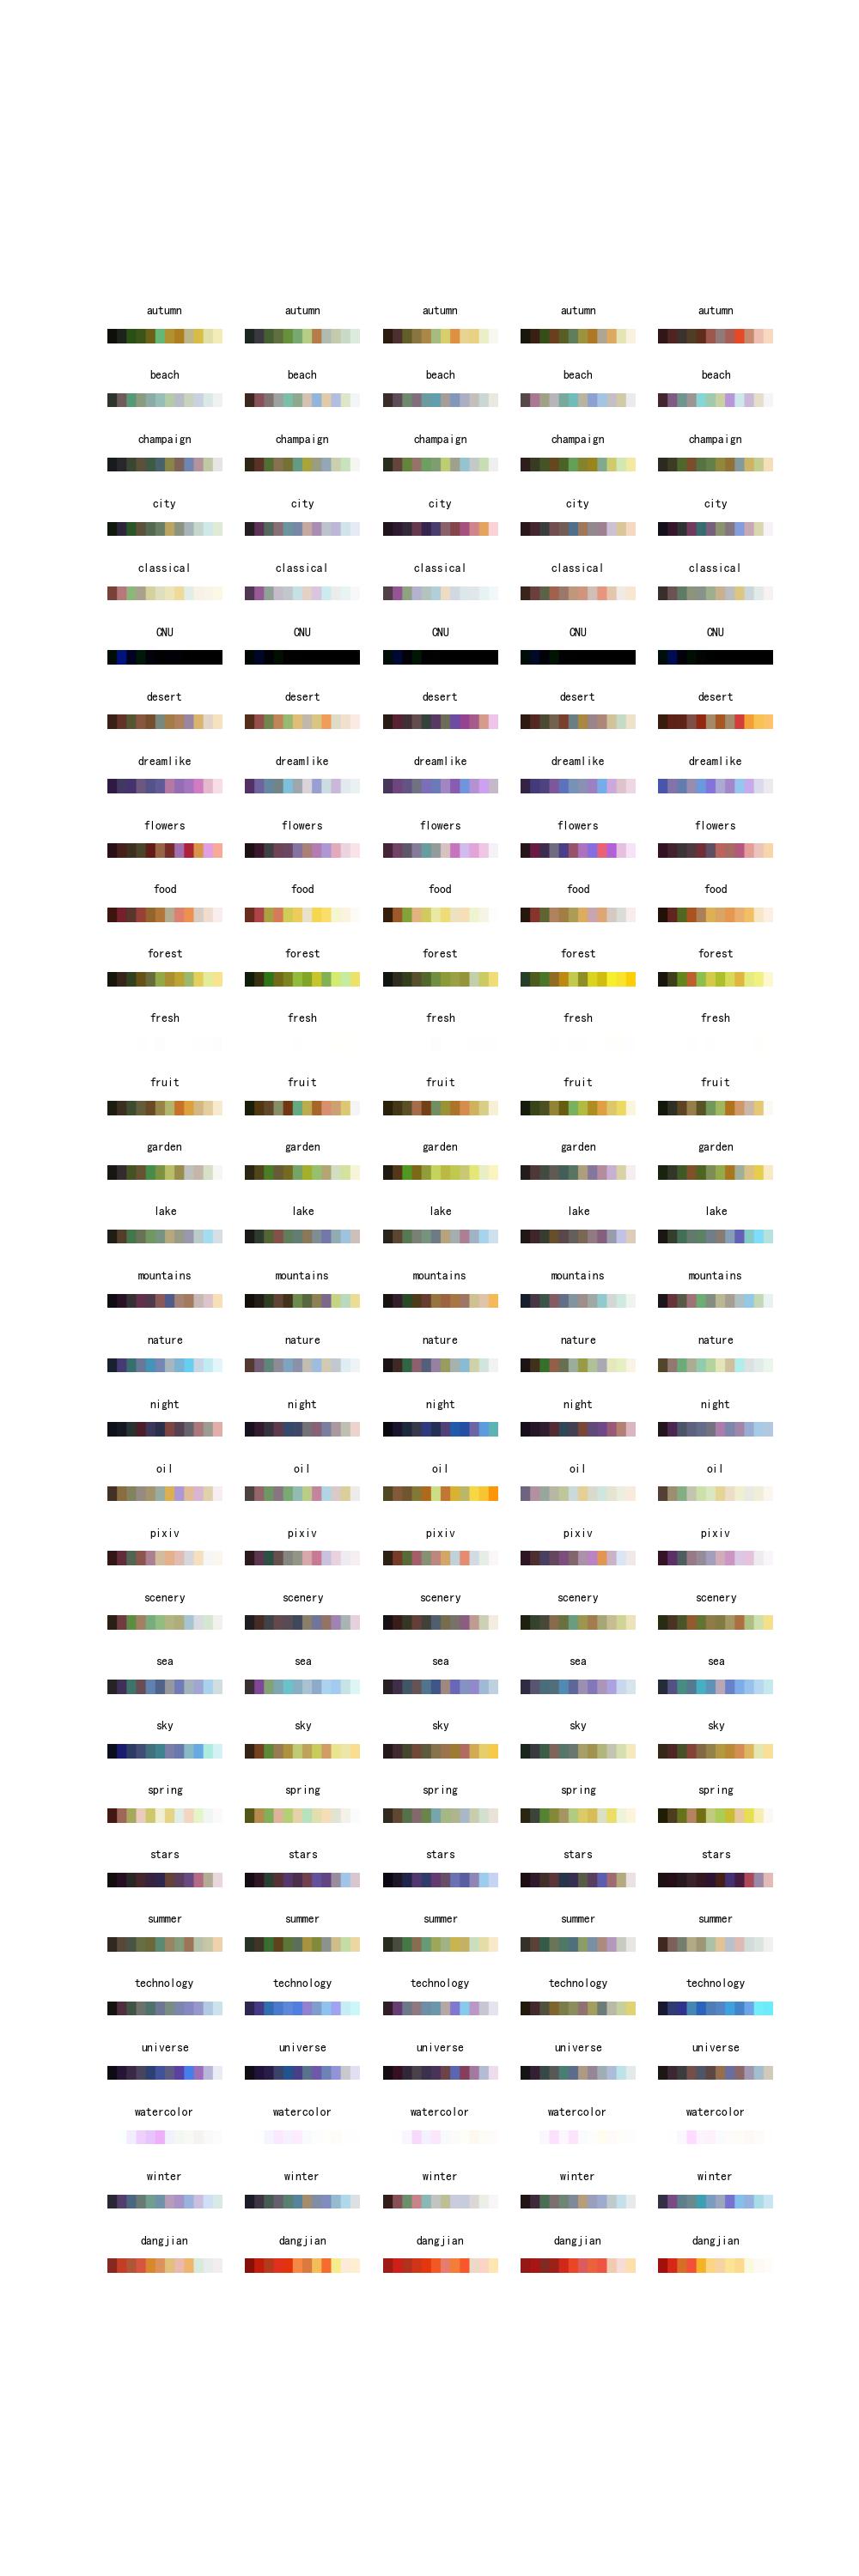 autumn autumn autumn autumn autumn
beach beach beach beach beach
champaign champaign champaign champaign champaign
city city city city city
classical classical classical classical classical
CNU CNU CNU CNU CNU
desert desert desert desert desert
dreamlike dreamlike dreamlike dreamlike dreamlike
flowers flowers flowers flowers flowers
food food food food food
forest forest forest forest forest
fresh fresh fresh fresh fresh
fruit fruit fruit fruit fruit
garden garden garden garden garden
lake lake lake lake lake
mountains mountains mountains mountains mountains
nature nature nature nature nature
night night night night night
oil oil oil oil oil
pixiv pixiv pixiv pixiv pixiv
scenery scenery scenery scenery scenery
sea sea sea sea sea
sky sky sky sky sky
spring spring spring spring spring
stars stars stars stars stars
summer summer summer summer summer
technology technology technology technology technology
universe universe universe universe universe
watercolor watercolor watercolor watercolor watercolor
winter winter winter winter winter
dangjian dangjian dangjian dangjian dangjian